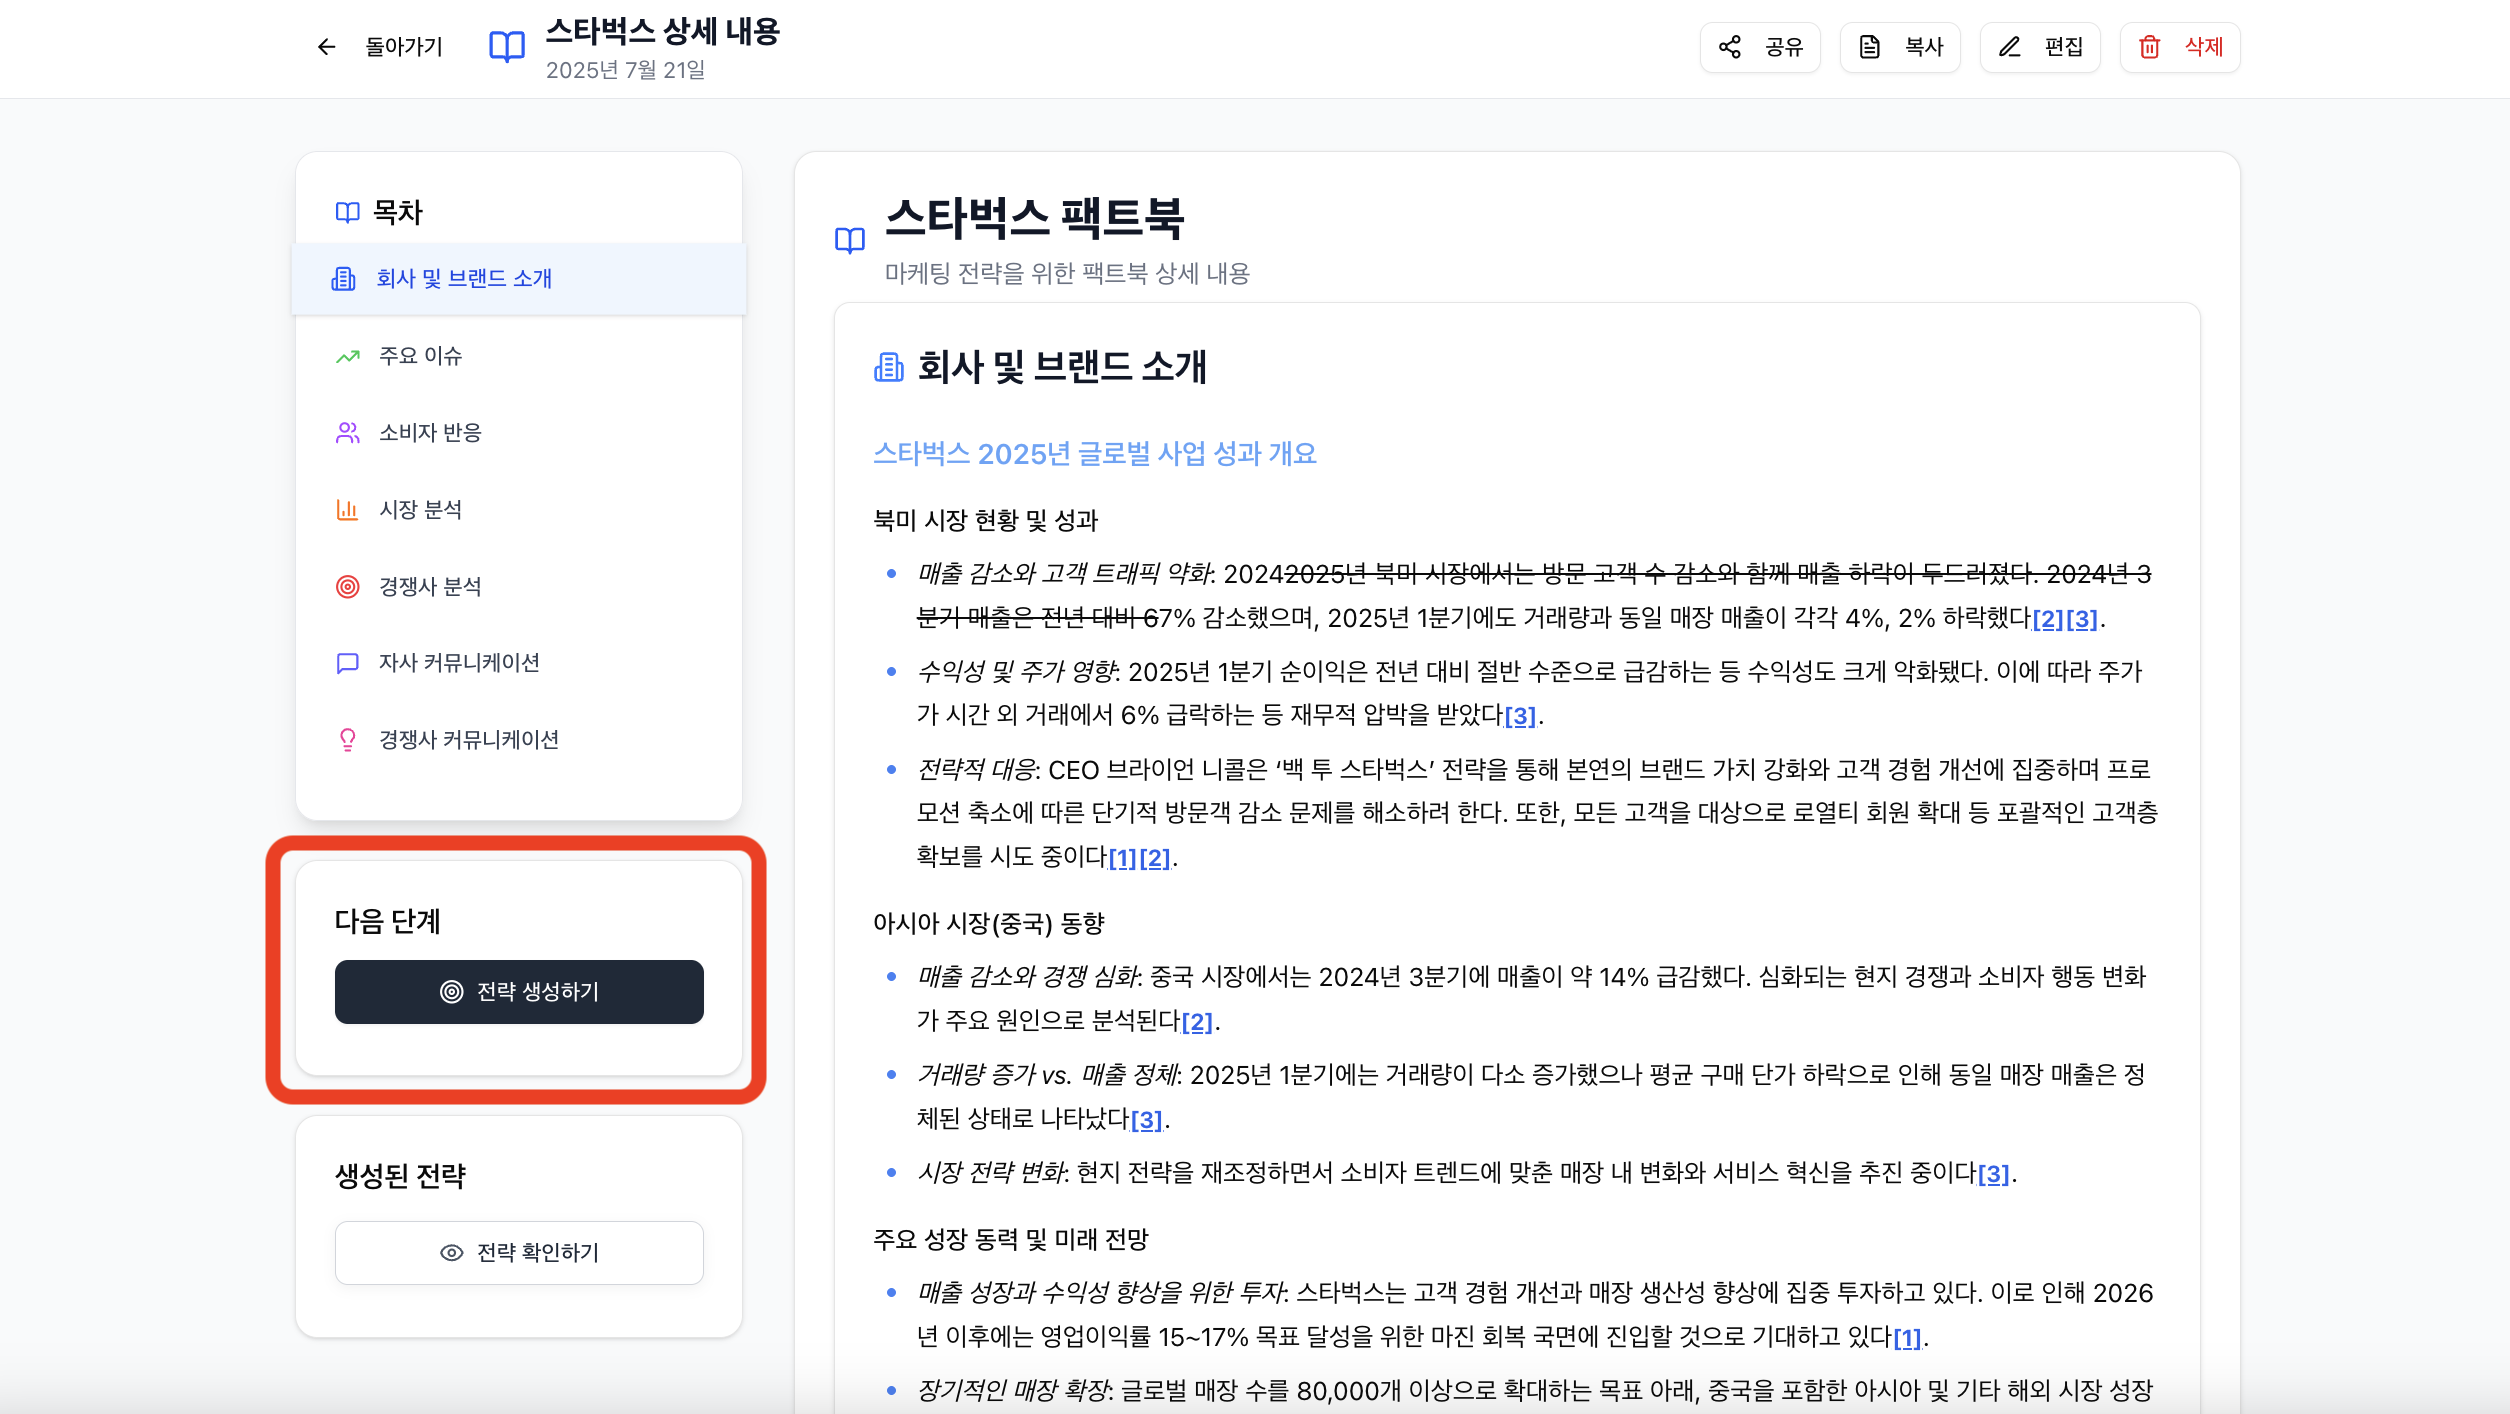 돌아가기
스타벅스 상세 내용
2025년 7월 21일
공유
복사
편집
삭제
목차
회사 및 브랜드 소개
주요 이슈
소비자 반응
시장 분석
경쟁사 분석
자사 커뮤니케이션
경쟁사 커뮤니케이션
다음 단계
전략 생성하기
생성된 전략
전략 확인하기
스타벅스 팩트북
마케팅 전략을 위한 팩트북 상세 내용
회사 및 브랜드 소개
스타벅스 2025년 글로벌 사업 성과 개요
북미 시장 현황 및 성과
매출 감소와 고객 트래픽 약화: 20242025년 북미 시장에서는 방문 고객 수 감소와 함께 매출 하락이 두드러졌다. 2024년 3
분기 매출은 전년 대비 67% 감소했으며, 2025년 1분기에도 거래량과 동일 매장 매출이 각각 4%, 2% 하락했다[2][3].
수익성 및 주가 영향: 2025년 1분기 순이익은 전년 대비 절반 수준으로 급감하는 등 수익성도 크게 악화됐다. 이에 따라 주가
가 시간 외 거래에서 6% 급락하는 등 재무적 압박을 받았다[3].
전략적 대응: CEO 브라이언 니콜은 ‘백 투 스타벅스’ 전략을 통해 본연의 브랜드 가치 강화와 고객 경험 개선에 집중하며 프로
모션 축소에 따른 단기적 방문객 감소 문제를 해소하려 한다. 또한, 모든 고객을 대상으로 로열티 회원 확대 등 포괄적인 고객층
확보를 시도 중이다[1][2].
아시아 시장(중국) 동향
매출 감소와 경쟁 심화: 중국 시장에서는 2024년 3분기에 매출이 약 14% 급감했다. 심화되는 현지 경쟁과 소비자 행동 변화
가 주요 원인으로 분석된다[2].
거래량 증가 vs. 매출 정체: 2025년 1분기에는 거래량이 다소 증가했으나 평균 구매 단가 하락으로 인해 동일 매장 매출은 정
체된 상태로 나타났다[3].
시장 전략 변화: 현지 전략을 재조정하면서 소비자 트렌드에 맞춘 매장 내 변화와 서비스 혁신을 추진 중이다[3].
주요 성장 동력 및 미래 전망
매출 성장과 수익성 향상을 위한 투자: 스타벅스는 고객 경험 개선과 매장 생산성 향상에 집중 투자하고 있다. 이로 인해 2026
년 이후에는 영업이익률 15~17% 목표 달성을 위한 마진 회복 국면에 진입할 것으로 기대하고 있다[1].
장기적인 매장 확장: 글로벌 매장 수를 80,000개 이상으로 확대하는 목표 아래, 중국을 포함한 아시아 및 기타 해외 시장 성장